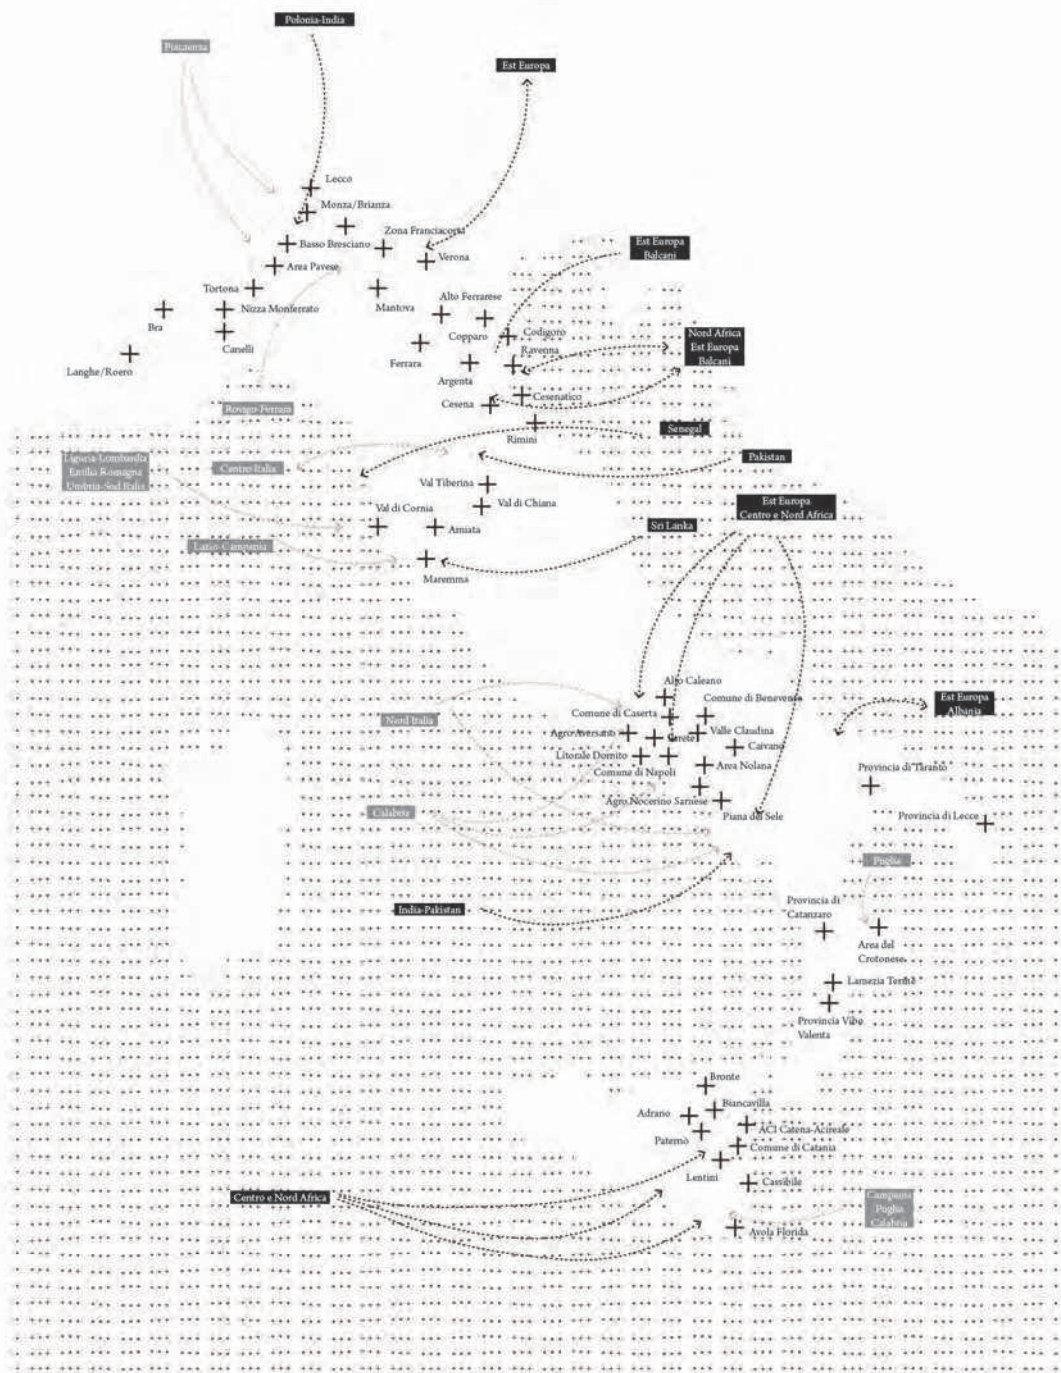 Polonia-India
Piacenza
Est Europa
Lecco
Monza/Brianza
Zona Franciacorta
Basso Bresciano
Verona
Area Pavese
Est Europa
Balcani
Tortona
Nizza Monferrato
Mantova
Alto Ferrarese
Bra
Canelli
Copparo
Codigoro
Ferrara
Ravenna
Nord Africa
Est Europa
Balcani
Langhe/Roero
Argenta
Cesena
Cesenatico
Rovigo-Ferrara
Rimini
Senegal
Liguria-Lombardia
Emilia Romagna
Umbria-Sud Italia
Centro Italia
Pakistan
Val Tiberina
Val di Chiana
Val di Cornia
Amiata
Est Europa
Centro e Nord Africa
Sri Lanka
Lazio-Campania
Maremma
Alto Caleano
Comune di Benevento
Est Europa
Albania
Nord Italia
Comune di Caserta
Agro Aversano
Valle Claudina
Caivano
Litorale Domito
Comune di Napoli
Area Nolana
Provincia di Taranto
Agro Nocerino Sarnese
Calabria
Piana del Sele
Provincia di Lecce
Puglia
India-Pakistan
Provincia di
Catanzaro
Area del
Crotonese
Lamezia Terme
Provincia Vibo
Valenta
Bronte
Biancavilla
Adrano
ACI Catena-Acireale
Paternò
Comune di Catania
Lentini
Cassibile
Centro e Nord Africa
Campania
Puglia
Calabria
Avola Florida